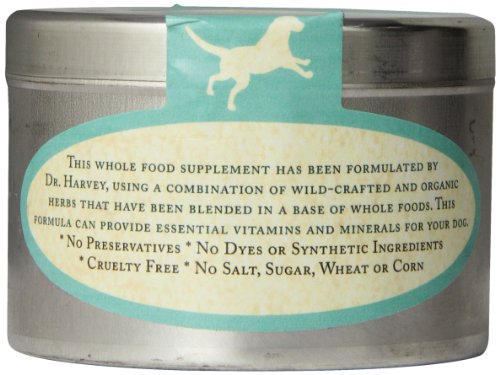 THIS WHOLE FOOD SUPPLEMENT HAS BEEN FORMULATED BY
DR. HARVEY, USING A COMBINATION OF WILD-CRAFTED AND ORGANIC
HERBS THAT HAVE BEEN BLENDED IN A BASE OF WHOLE FOODS. THIS
FORMULA CAN PROVIDE ESSENTIAL VITAMINS AND MINERALS FOR YOUR DOG.
*NO PRESERVATIVES * NO DYES OR SYNTHETIC INGREDIENTS
*CRUELTY FREE * NO SALT, SUGAR, WHEAT OR CORN